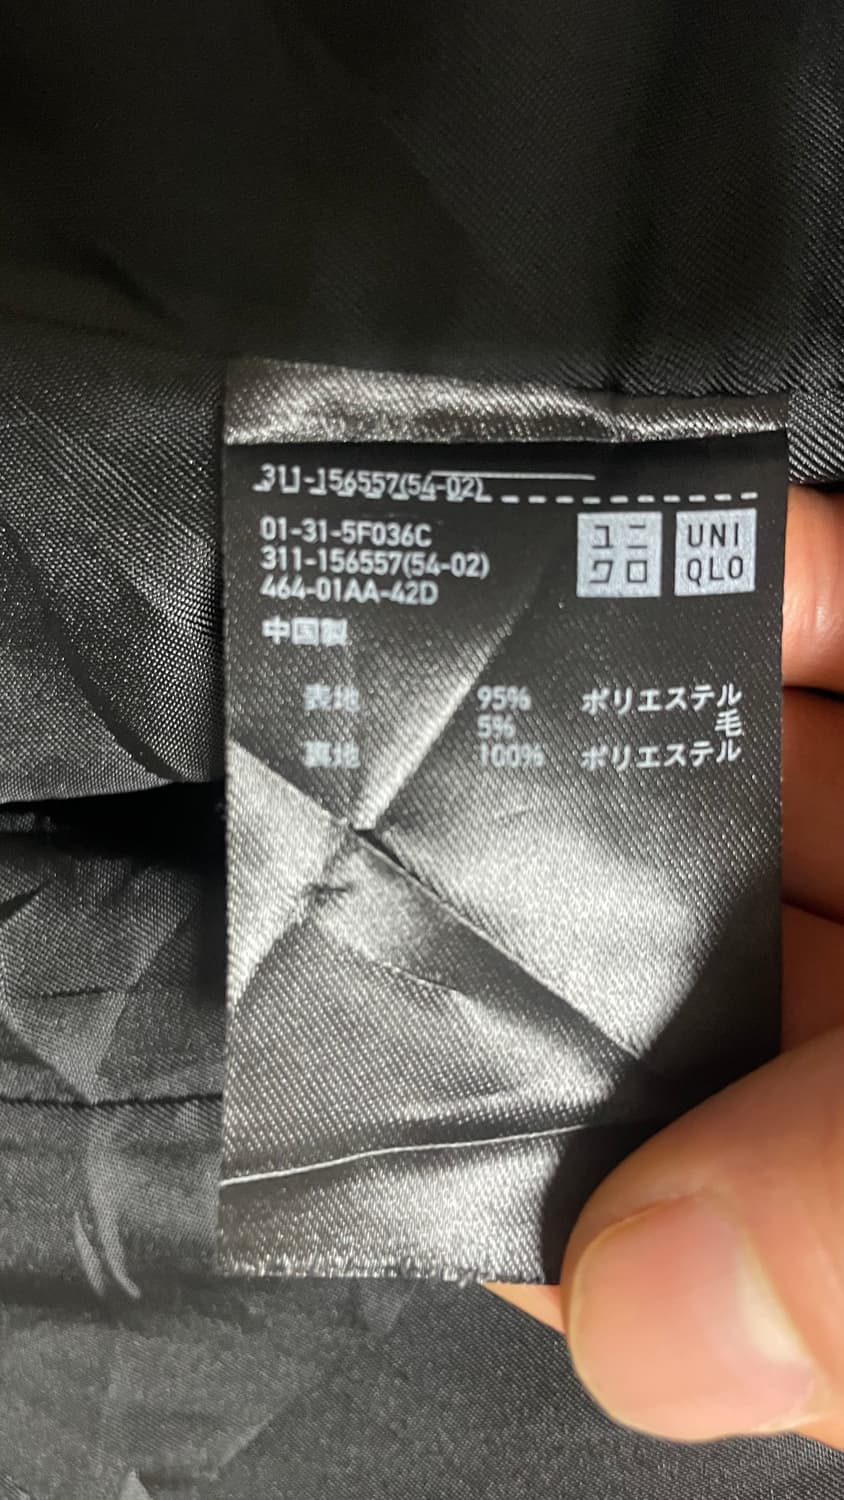 311-156557(54-02)
01-31-5F036C
311-156557(54-02)
464-01AA-42D
ユニ
クロ
UNI
QLO
中国製
表地 95% ポリエステル
5% 毛
裏地 100% ポリエステル